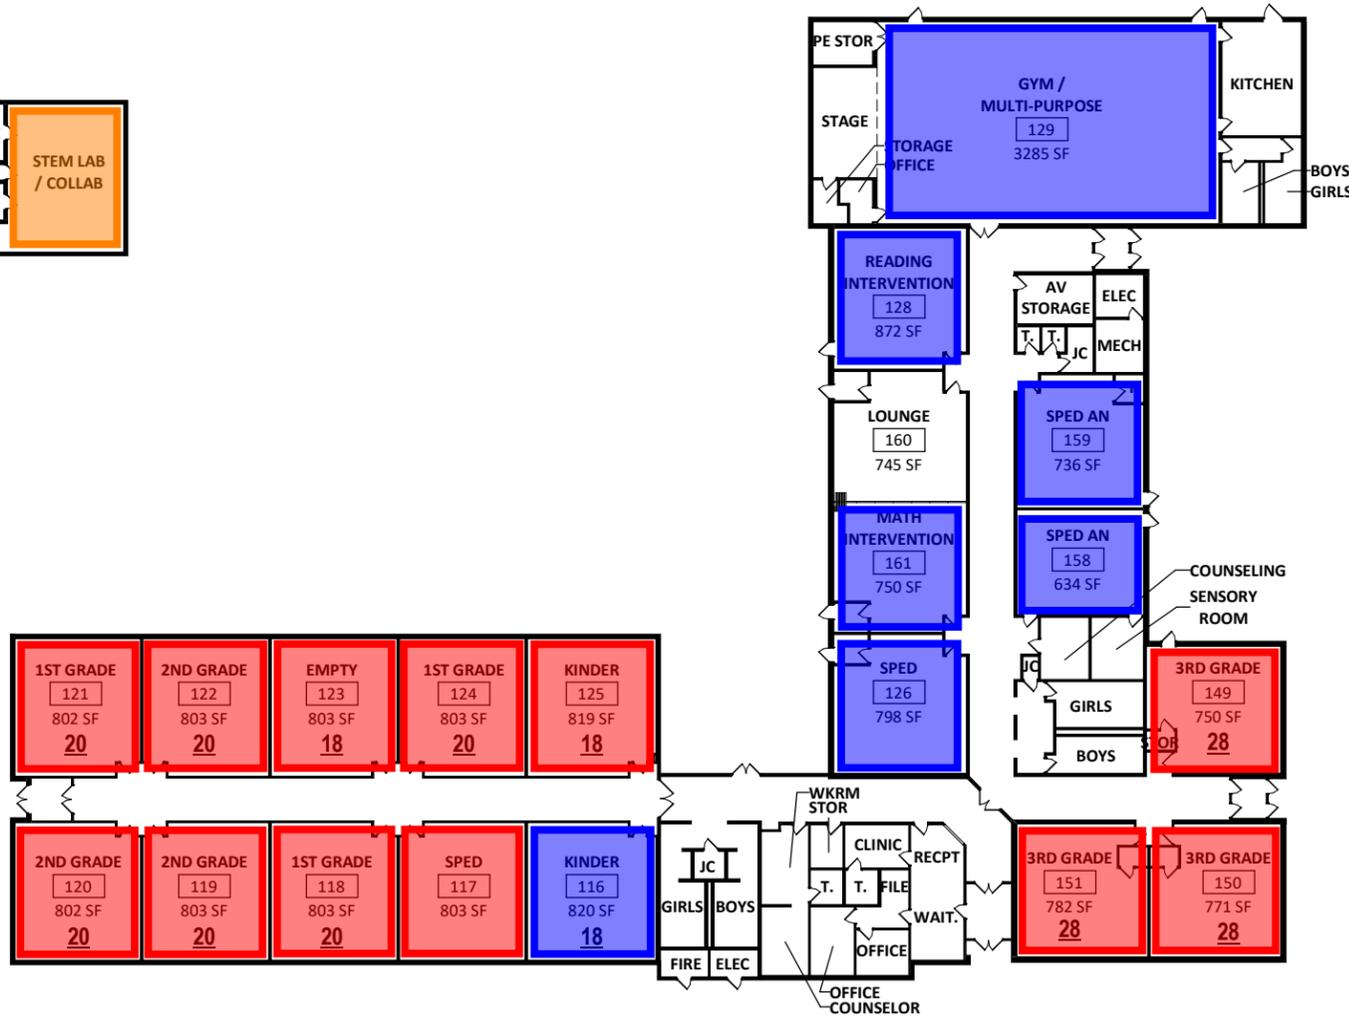 PE STOR
STAGE
STORAGE
OFFICE
GYM /
MULTI-PURPOSE
129
3285 SF
KITCHEN
BOYS
GIRLS
STEM LAB
/ COLLAB
READING
INTERVENTION
128
872 SF
AV
STORAGE
ELEC
T.
T.
JC
MECH
LOUNGE
160
745 SF
SPED AN
159
736 SF
MATH
INTERVENTION
161
750 SF
SPED AN
158
634 SF
COUNSELING
SENSORY
ROOM
1ST GRADE
121
802 SF
20
2ND GRADE
122
803 SF
20
EMPTY
123
803 SF
18
1ST GRADE
124
803 SF
20
KINDER
125
819 SF
18
SPED
126
798 SF
JC
GIRLS
BOYS
STOR
3RD GRADE
149
750 SF
28
2ND GRADE
120
802 SF
20
2ND GRADE
119
803 SF
20
1ST GRADE
118
803 SF
20
SPED
117
803 SF
KINDER
116
820 SF
18
JC
GIRLS
BOYS
FIRE
ELEC
WKRM
STOR
CLINIC
RECPT
T.
T.
FILE
WAIT.
OFFICE
OFFICE
COUNSELOR
3RD GRADE
151
782 SF
28
3RD GRADE
150
771 SF
28